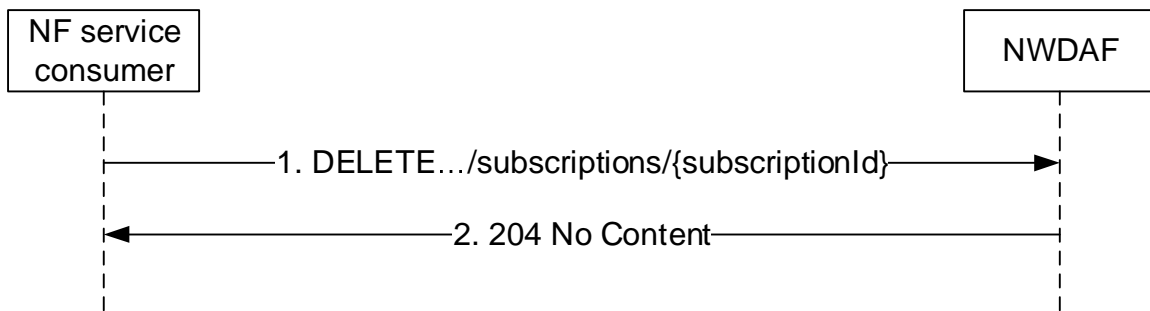 NF service
consumer
NWDAF
1. DELETE…/subscriptions/{subscriptionId}
2. 204 No Content